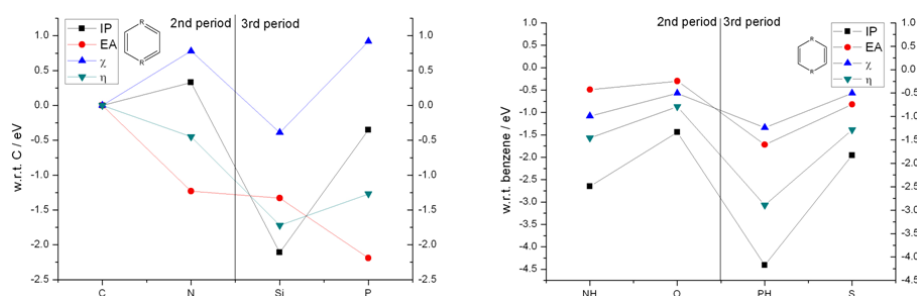 2nd period
3rd period
IP
EA
χ
η
R
R
w.r.t. C / eV
1.0
0.5
0.0
-0.5
-1.0
-1.5
-2.0
-2.5
1.0
0.5
0.0
-0.5
-1.0
-1.5
-2.0
-2.5
C
N
Si
P
2nd period
3rd period
IP
EA
χ
η
R
R
w.r.t. benzene / eV
1.0
0.5
0.0
-0.5
-1.0
-1.5
-2.0
-2.5
-3.0
-3.5
-4.0
-4.5
1.0
0.5
0.0
-0.5
-1.0
-1.5
-2.0
-2.5
-3.0
-3.5
-4.0
-4.5
NH
O
PH
S